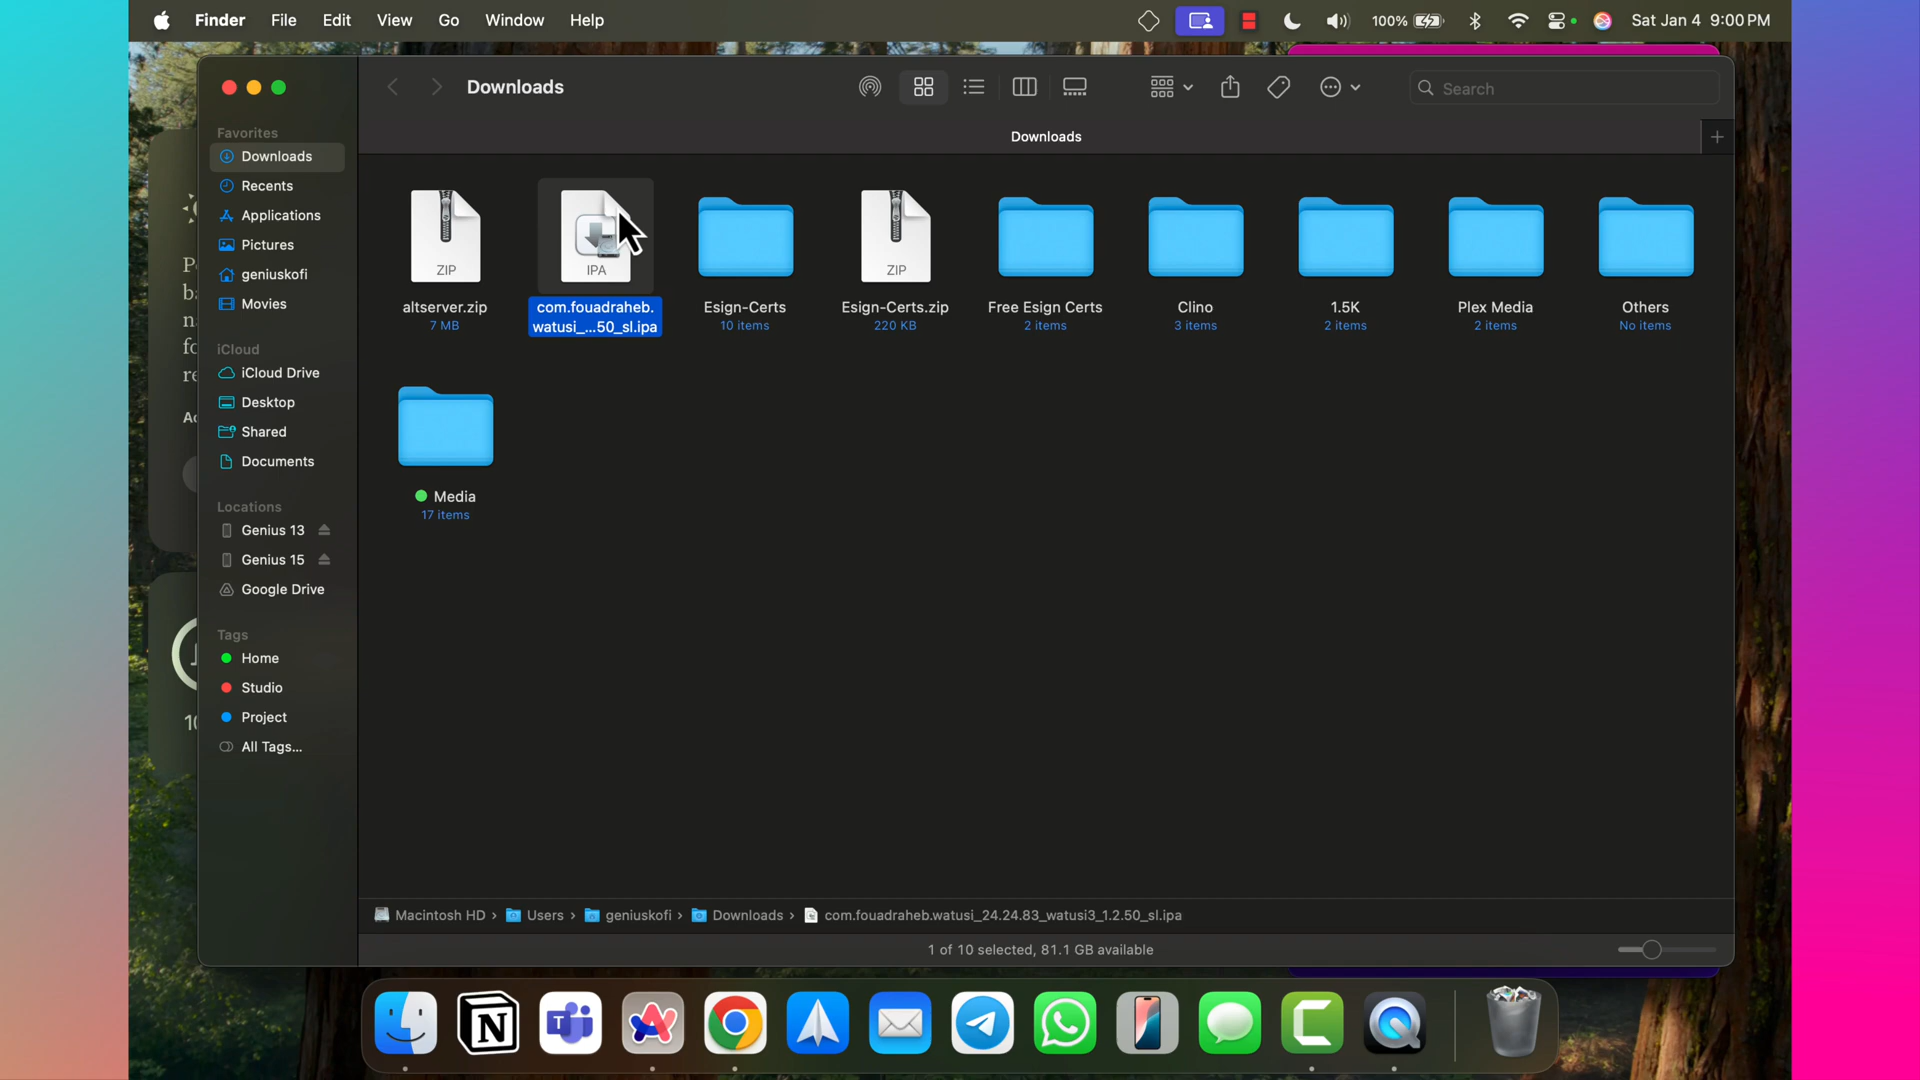 Finder File Edit View Go Window Help
100%
Sat Jan 4 9:00 PM
Downloads
Search
Downloads
Favorites
Downloads
Recents
Applications
Pictures
geniuskofi
Movies
iCloud
iCloud Drive
Desktop
Shared
Documents
Locations
Genius 13
Genius 15
Google Drive
Tags
Home
Studio
Project
All Tags...
ZIP
altserver.zip
7 MB
IPA
com.fouadraheb.
watusi_...50_sl.ipa
Esign-Certs
10 items
ZIP
Esign-Certs.zip
220 KB
Free Esign Certs
2 items
Clino
3 items
1.5K
2 items
Plex Media
2 items
Others
No items
Media
17 items
Macintosh HD › Users › geniuskofi › Downloads › com.fouadraheb.watusi_24.24.83_watusi3_1.2.50_sl.ipa
1 of 10 selected, 81.1 GB available